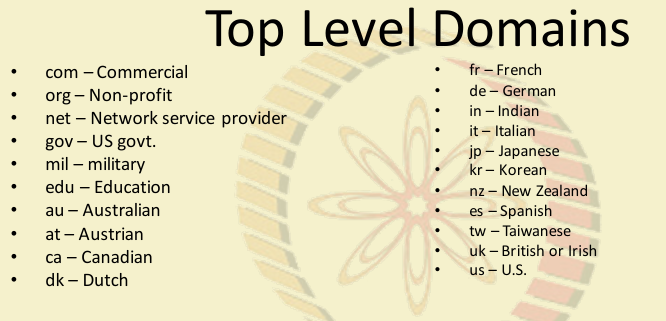 Top Level Domains
• com – Commercial
• org – Non-profit
• net – Network service provider
• gov – US govt.
• mil – military
• edu – Education
• au – Australian
• at – Austrian
• ca – Canadian
• dk – Dutch
• fr – French
• de – German
• in – Indian
• it – Italian
• jp – Japanese
• kr – Korean
• nz – New Zealand
• es – Spanish
• tw – Taiwanese
• uk – British or Irish
• us – U.S.